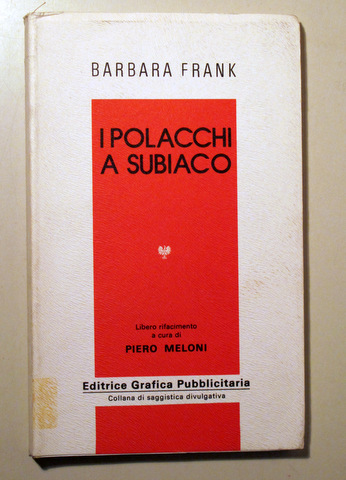 BARBARA FRANK
I POLACCHI
A SUBIACO
Libero rifacimento
a cura di
PIERO MELONI
Editrice Grafica Pubblicitaria
Collana di saggistica divulgativa